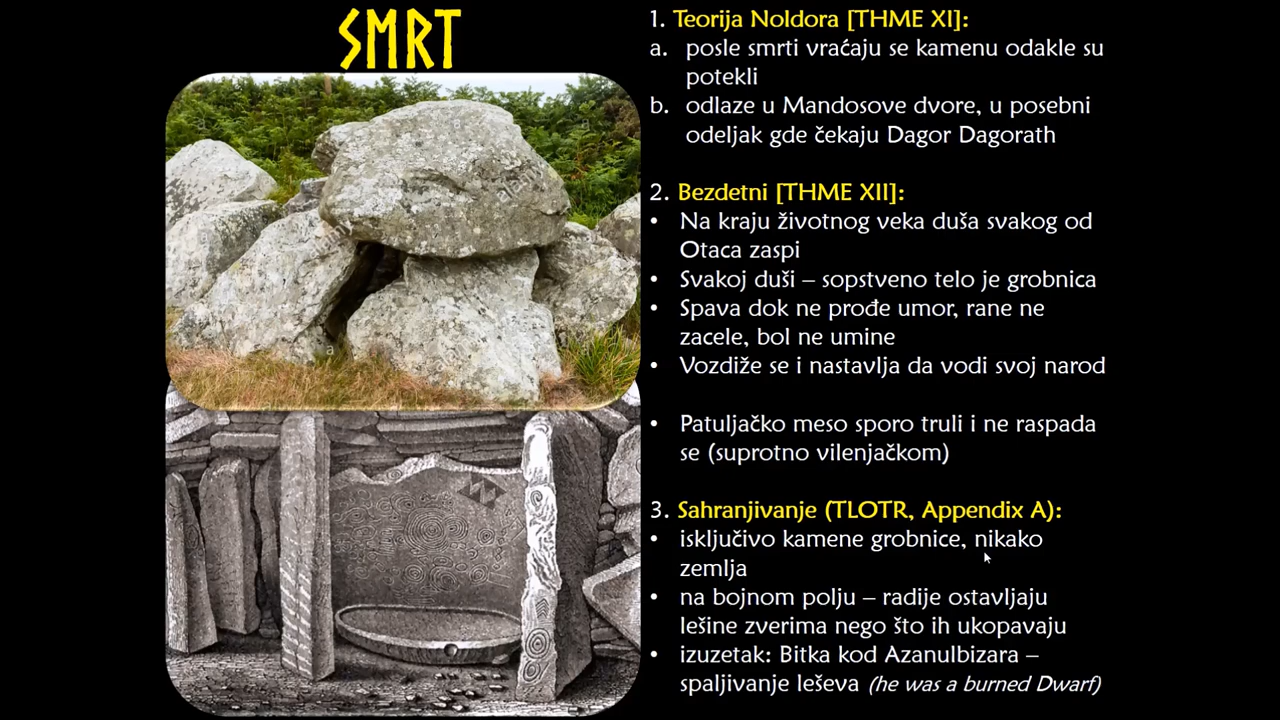 SMRT
1. Teorija Noldora [THME XI]:
a. posle smrti vraćaju se kamenu odakle su
potekli
b. odlaze u Mandosove dvore, u posebni
odeljak gde čekaju Dagor Dagorath
2. Bezdetni [THME XII]:
• Na kraju životnog veka duša svakog od
Otaca zaspi
• Svakoj duši – sopstveno telo je grobnica
• Spava dok ne prođe umor, rane ne
zacele, bol ne umine
• Vozdiže se i nastavlja da vodi svoj narod
• Patuljačko meso sporo truli i ne raspada
se (suprotno vilenjačkom)
3. Sahranjivanje (TLOTR, Appendix A):
• isključivo kamene grobnice, nikako
zemlja
• na bojnom polju – radije ostavljaju
lešine zverima nego što ih ukopavaju
• izuzetak: Bitka kod Azanulbizara –
spaljivanje leševa (he was a burned Dwarf)